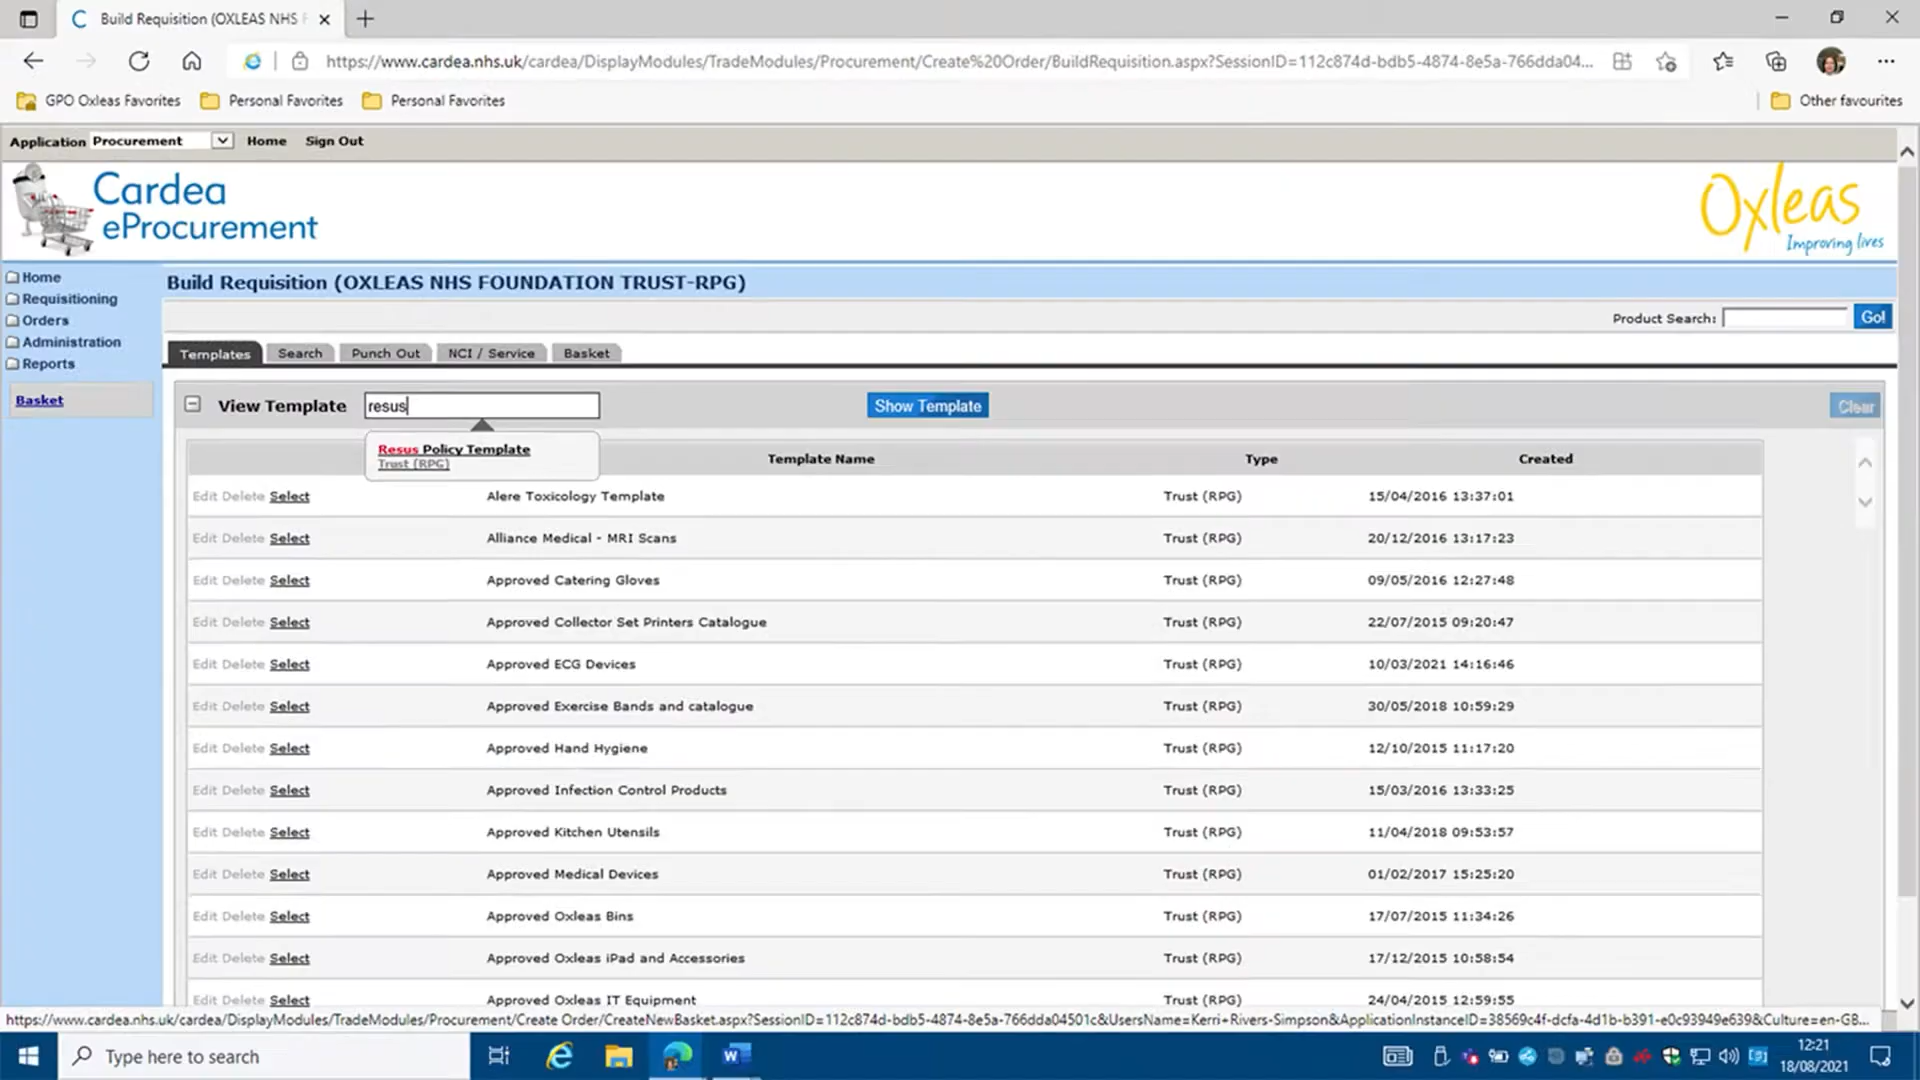 Build Requisition (OXLEAS NHS F
https://www.cardea.nhs.uk/cardea/DisplayModules/TradeModules/Procurement/Create%20Order/BuildRequisition.aspx?SessionID=112c874d-bdb5-4874-8e5a-766dda04...
GPO Oxleas Favorites Personal Favorites Personal Favorites Other favourites
Application Procurement Home Sign Out
Cardea
eProcurement
Oxleas
Improving lives
Home
Requisitioning
Orders
Administration
Reports
Basket
Build Requisition (OXLEAS NHS FOUNDATION TRUST-RPG)
Product Search: Go!
Templates Search Punch Out NCI / Service Basket
View Template resus Show Template Clear
Resus Policy Template
Trust (RPG)
Template Name Type Created
Edit Delete Select Alere Toxicology Template Trust (RPG) 15/04/2016 13:37:01
Edit Delete Select Alliance Medical - MRI Scans Trust (RPG) 20/12/2016 13:17:23
Edit Delete Select Approved Catering Gloves Trust (RPG) 09/05/2016 12:27:48
Edit Delete Select Approved Collector Set Printers Catalogue Trust (RPG) 22/07/2015 09:20:47
Edit Delete Select Approved ECG Devices Trust (RPG) 10/03/2021 14:16:46
Edit Delete Select Approved Exercise Bands and catalogue Trust (RPG) 30/05/2018 10:59:29
Edit Delete Select Approved Hand Hygiene Trust (RPG) 12/10/2015 11:17:20
Edit Delete Select Approved Infection Control Products Trust (RPG) 15/03/2016 13:33:25
Edit Delete Select Approved Kitchen Utensils Trust (RPG) 11/04/2018 09:53:57
Edit Delete Select Approved Medical Devices Trust (RPG) 01/02/2017 15:25:20
Edit Delete Select Approved Oxleas Bins Trust (RPG) 17/07/2015 11:34:26
Edit Delete Select Approved Oxleas iPad and Accessories Trust (RPG) 17/12/2015 10:58:54
Edit Delete Select Approved Oxleas IT Equipment Trust (RPG) 24/04/2015 12:59:55
https://www.cardea.nhs.uk/cardea/DisplayModules/TradeModules/Procurement/Create Order/CreateNewBasket.aspx?SessionID=112c874d-bdb5-4874-8e5a-766dda04501c&UsersName=Kerri+Rivers-Simpson&ApplicationInstanceID=38569c4f-dcfa-4d1b-b391-e0c93949e639&Culture=en-GB...
Type here to search
12:21
18/08/2021